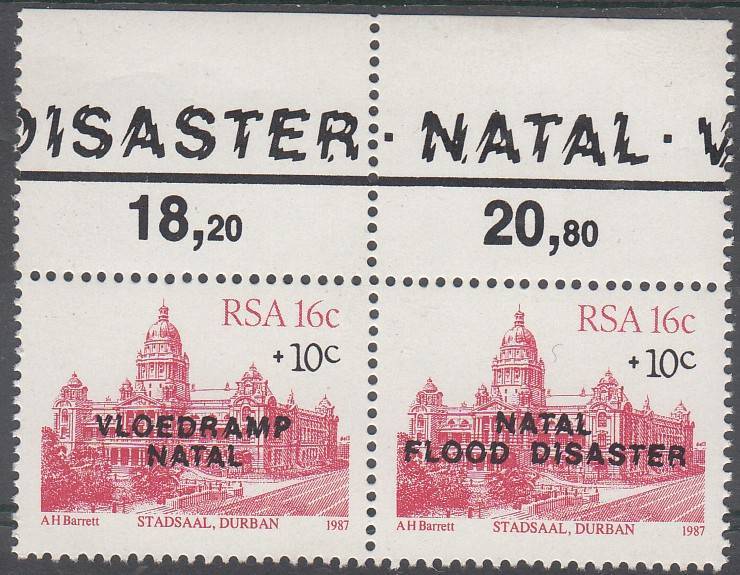 DISASTER · NATAL · V
18,20 20,80
RSA 16c
+10c
VLOEDRAMP
NATAL
A H Barrett STADSAAL, DURBAN 1987
RSA 16c
+10c
NATAL
FLOOD DISASTER
A H Barrett STADSAAL, DURBAN 1987